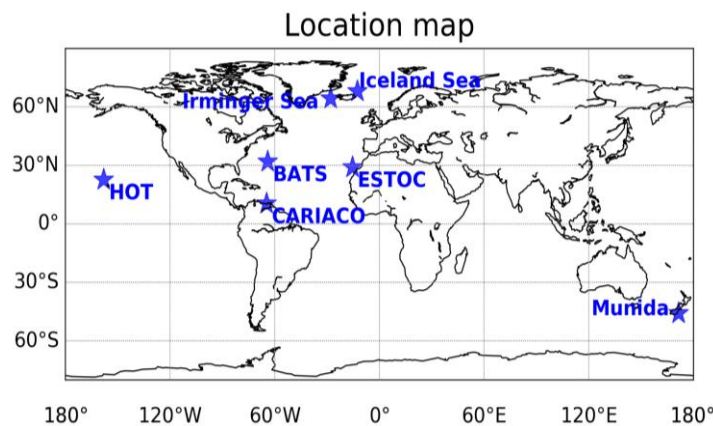 Location map
Iceland Sea
60°N
Irminger Sea
30°N
BATS
ESTOC
HOT
CARIACO
0°
30°S
Munida
60°S
180° 120°W 60°W 0° 60°E 120°E 180°